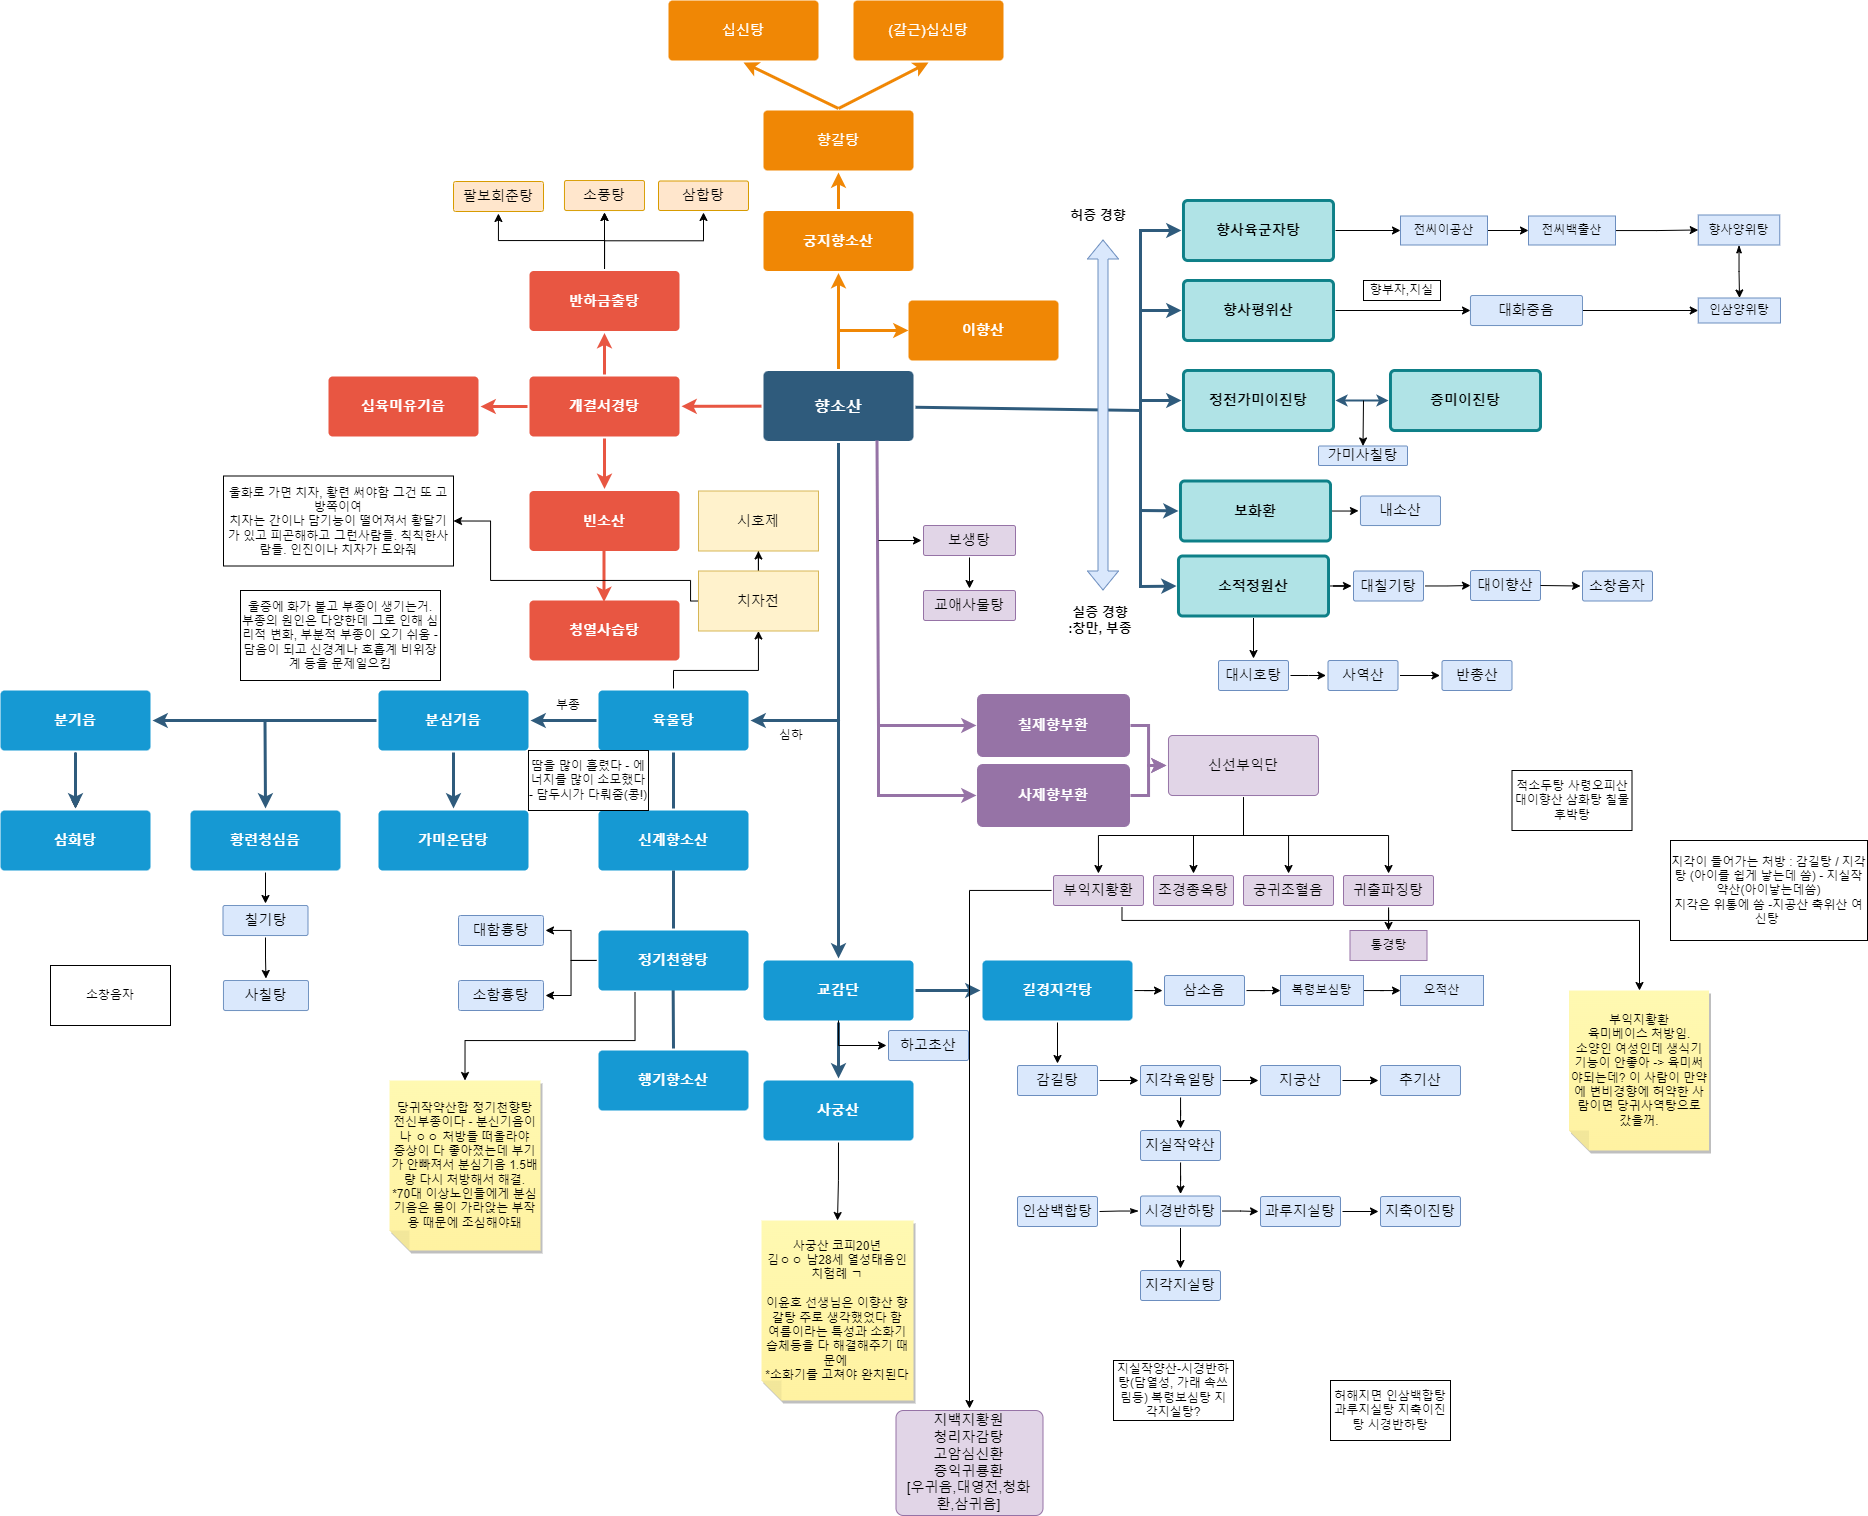 십신탕
(갈근)십신탕
향갈탕
팔보회춘탕
소풍탕
삼합탕
궁지향소산
반하금출탕
이향산
십육미유기음
개결서경탕
향소산
빈소산
청열사습탕
허증 경향
실증 경향
:창만, 부종
향사육군자탕
전씨이공산
전씨백출산
향사양위탕
향사평위산
향부자,지실
대화중음
인삼양위탕
정전가미이진탕
증미이진탕
가미사칠탕
보화환
내소산
소적정원산
대칠기탕
대이향산
소창음자
대시호탕
사역산
반총산
울화로 가면 치자, 황련 써야함 그건 또 고
방쪽이여
치자는 간이나 담기능이 떨어져서 황달기
가 있고 피곤해하고 그런사람들. 칙칙한사
람들. 인진이나 치자가 도와줘
시호제
치자전
보생탕
교애사물탕
울증에 화가 붙고 부종이 생기는거.
부종의 원인은 다양한데 그로 인해 심
리적 변화, 부분적 부종이 오기 쉬움 -
담음이 되고 신경계나 호흡계 비위장
계 등을 문제일으킴
분기음
분심기음
부종
육울탕
심하
땀을 많이 흘렸다 - 에
너지를 많이 소모했다
- 담두시가 다뤄줌(콩!)
삼화탕
황련청심음
가미온담탕
신계향소산
칠기탕
사칠탕
대함흉탕
소함흉탕
정기천향탕
소창음자
행기향소산
칠제향부환
사제향부환
신선부익단
부익지황환
조경종옥탕
궁귀조혈음
귀출파징탕
통경탕
적소두탕 사령오피산
대이향산 삼화탕 칠물
후박탕
지각이 들어가는 처방 : 감길탕 / 지각
탕 (아이를 쉽게 낳는데 씀) - 지실작
약산(아이낳는데씀)
지각은 위통에 씀 -지공산 축위산 여
신탕
교감단
하고초산
사궁산
길경지각탕
삼소음
복령보심탕
오적산
감길탕
지각육일탕
지궁산
추기산
지실작약산
인삼백합탕
시경반하탕
과루지실탕
지축이진탕
지각지실탕
부익지황환
육미베이스 처방임.
소양인 여성인데 생식기
기능이 안좋아 -> 육미써
야되는데? 이 사람이 만약
에 변비경향에 허약한 사
람이면 당귀사역탕으로
갔을꺼.
당귀작약산합 정기천향탕
전신부종이다 - 분신기음이
나 ㅇㅇ 처방들 떠올라야
증상이 다 좋아졌는데 부기
가 안빠져서 분심기음 1.5배
량 다시 처방해서 해결.
*70대 이상노인들에게 분심
기음은 몸이 가라앉는 부작
용 때문에 조심해야돼
사궁산 코피20년
김ㅇㅇ 남28세 열성태음인
치험례 ㄱ
이윤호 선생님은 이향산 향
갈탕 주로 생각했었다 함
여름이라는 특성과 소화기
습체등을 다 해결해주기 때
문에
*소화기를 고쳐야 완치된다
지백지황원
청리자감탕
고암심신환
증익귀룡환
[우귀음,대영전,청화
환,삼귀음]
지실작양산-시경반하
탕(담열성, 가래 속쓰
림등) 복령보심탕 지
각지실탕?
허해지면 인삼백합탕
과루지실탕 지축이진
탕 시경반하탕